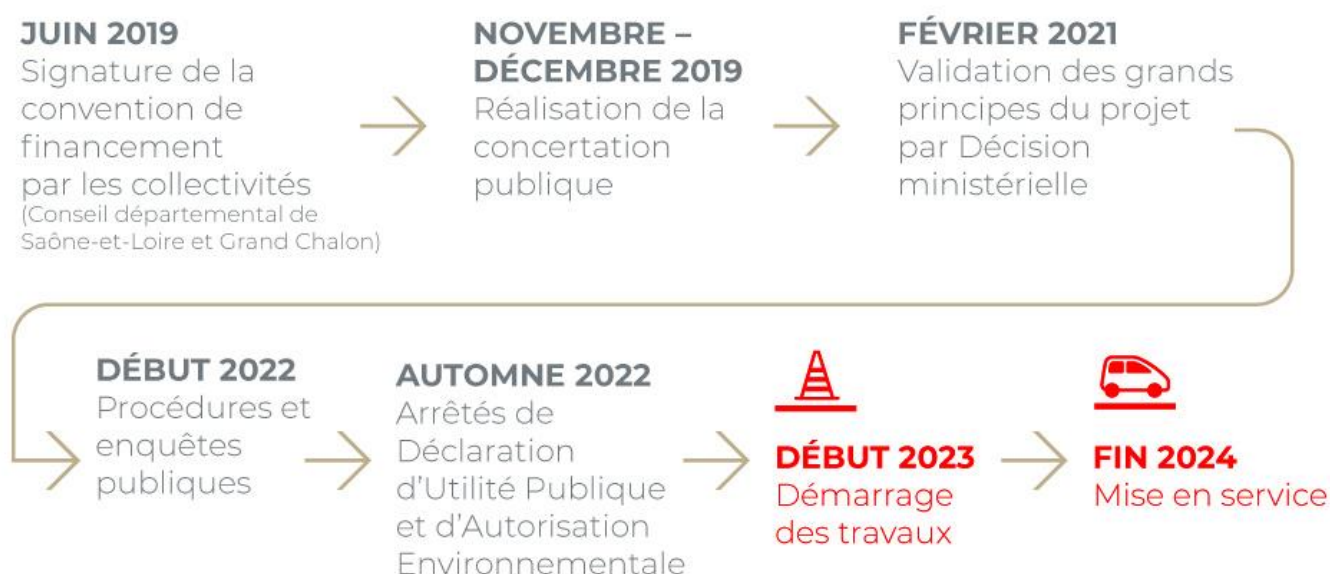 JUIN 2019
Signature de la
convention de
financement
par les collectivités
(Conseil départemental de
Saône-et-Loire et Grand Chalon)
NOVEMBRE –
DÉCEMBRE 2019
Réalisation de la
concertation
publique
FÉVRIER 2021
Validation des grands
principes du projet
par Décision
ministérielle
DÉBUT 2022
Procédures et
enquêtes
publiques
AUTOMNE 2022
Arrêtés de
Déclaration
d'Utilité Publique
et d'Autorisation
Environnementale
DÉBUT 2023
Démarrage
des travaux
FIN 2024
Mise en service